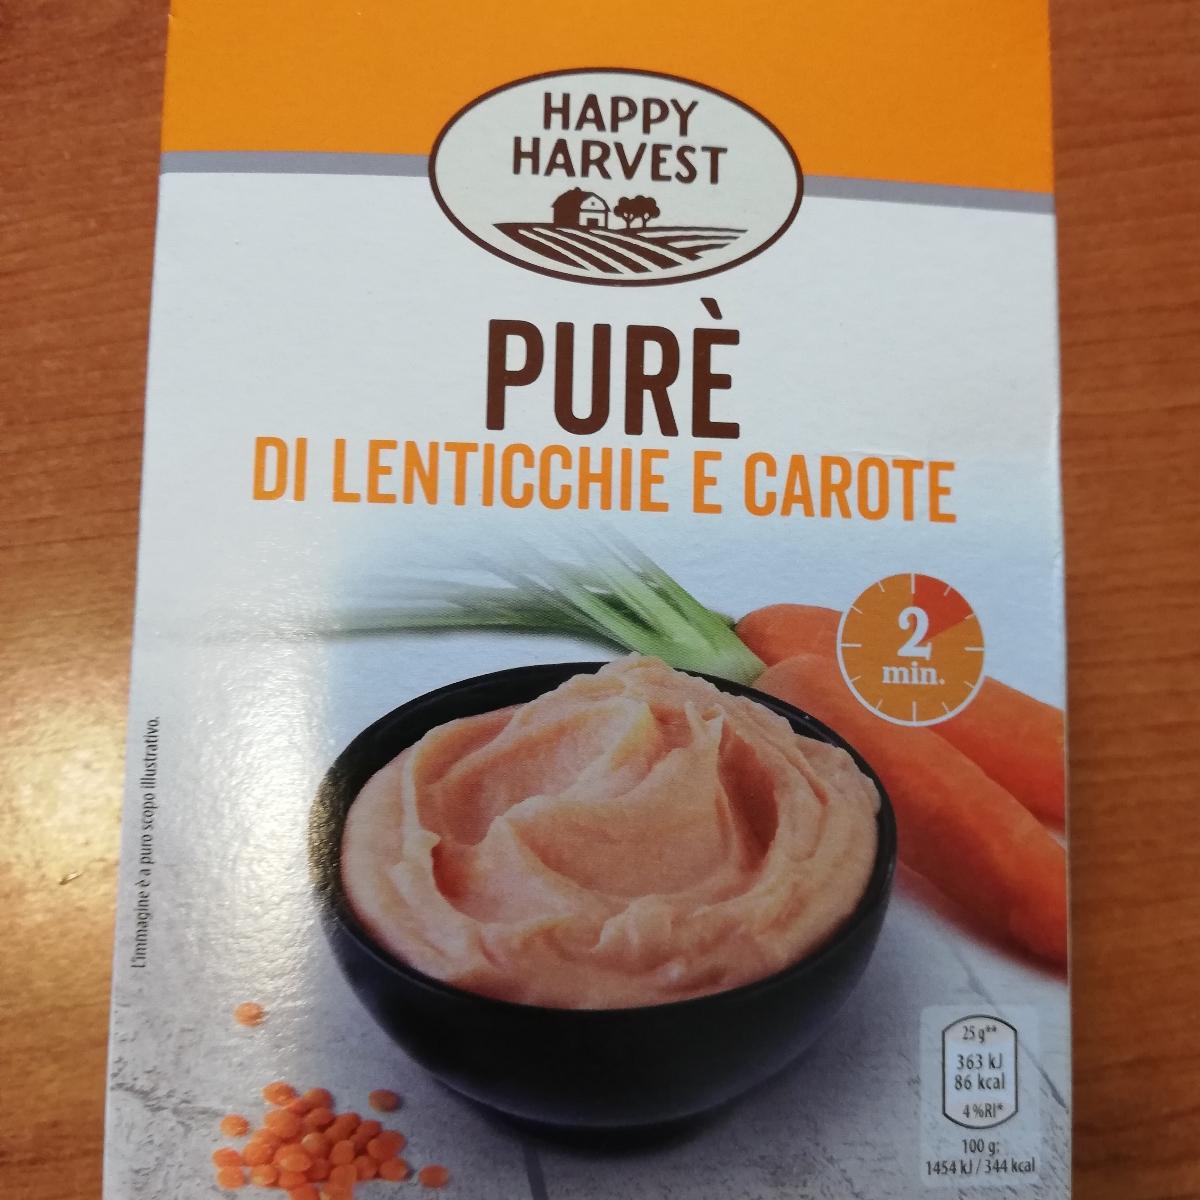 HAPPY
HARVEST
PURÈ
DI LENTICCHIE E CAROTE
2
min.
L'immagine è a puro scopo illustrativo.
25 g**
363 kJ
86 kcal
4%RI*
100 g:
1454 kJ / 344 kcal